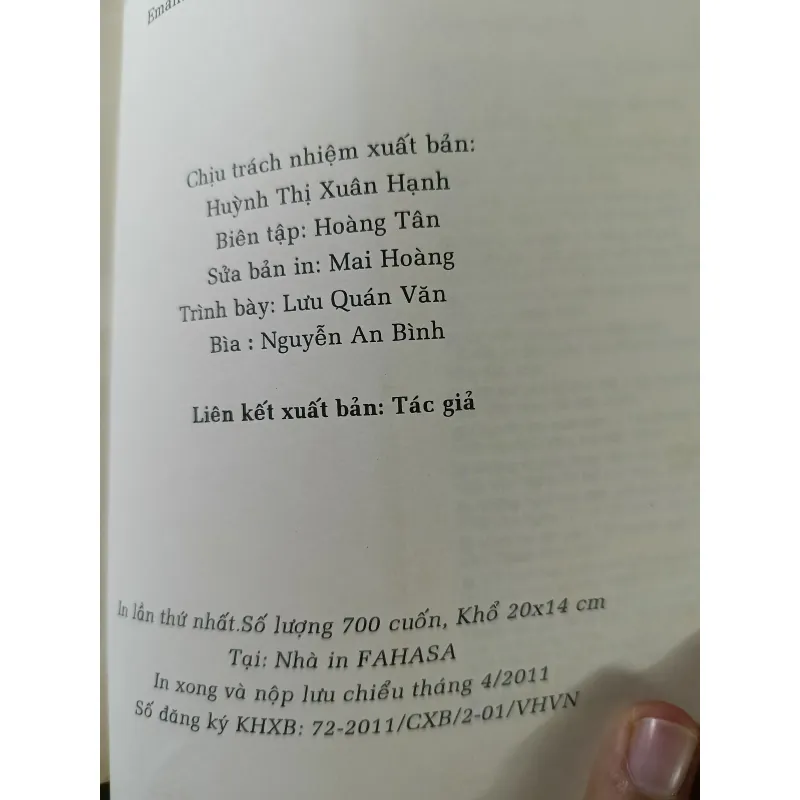 Chịu trách nhiệm xuất bản:
Huỳnh Thị Xuân Hạnh
Biên tập: Hoàng Tân
Sửa bản in: Mai Hoàng
Trình bày: Lưu Quán Văn
Bìa : Nguyễn An Bình
Liên kết xuất bản: Tác giả
In lần thứ nhất.Số lượng 700 cuốn, Khổ 20x14 cm
Tại: Nhà in FAHASA
In xong và nộp lưu chiểu tháng 4/2011
Số đăng ký KHXB: 72-2011/CXB/2-01/VHVN